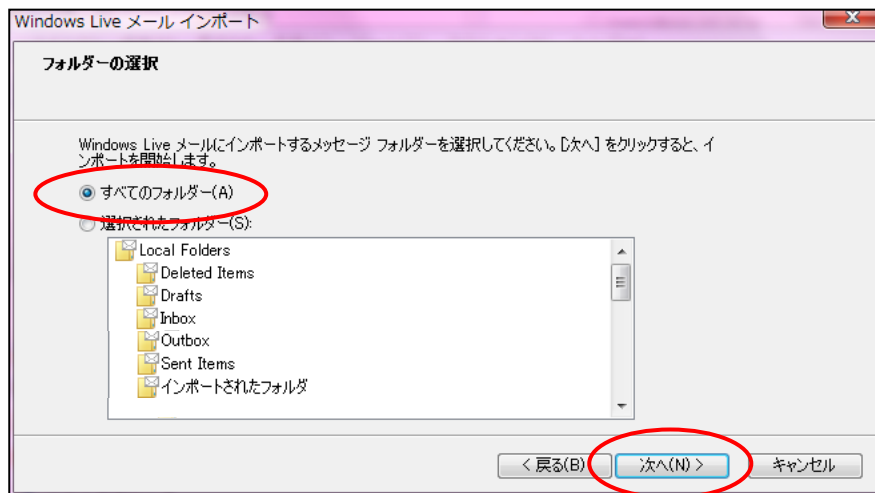 Windows Live メール インポート
フォルダーの選択
Windows Live メールにインポートするメッセージ フォルダーを選択してください。[次へ] をクリックすると、イ
ンポートを開始します。
すべてのフォルダー(A)
選択されたフォルダー(S):
Local Folders
Deleted Items
Drafts
Inbox
Outbox
Sent Items
インポートされたフォルダ
< 戻る(B)
次へ(N) >
キャンセル